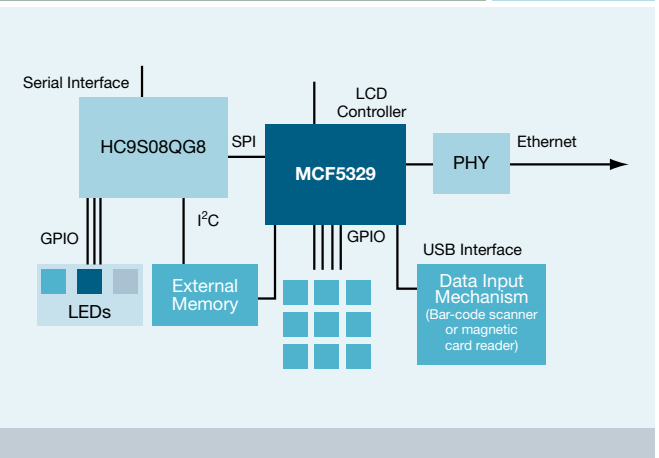 Serial Interface
LCD
Controller
HC9S08QG8
SPI
MCF5329
PHY
Ethernet
I²C
GPIO
GPIO
USB Interface
LEDs
External
Memory
Data Input
Mechanism
(Bar-code scanner
or magnetic
card reader)